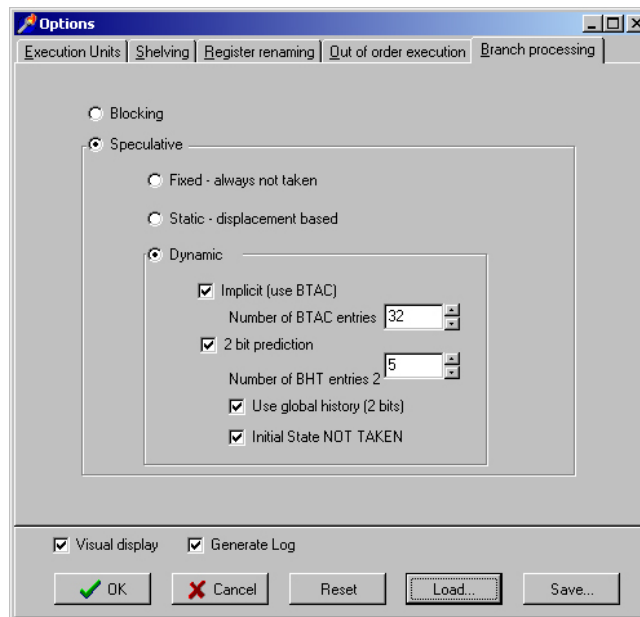 Options
Execution Units Shelving Register renaming Out of order execution Branch processing
Blocking
Speculative
Fixed - always not taken
Static - displacement based
Dynamic
Implicit (use BTAC)
Number of BTAC entries 32
2 bit prediction
Number of BHT entries 2 5
Use global history (2 bits)
Initial State NOT TAKEN
Visual display Generate Log
OK Cancel Reset Load... Save...